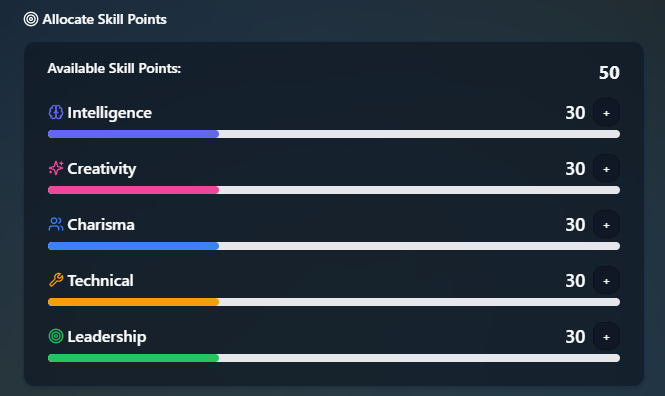 Allocate Skill Points
Available Skill Points: 50
Intelligence 30 +
Creativity 30 +
Charisma 30 +
Technical 30 +
Leadership 30 +